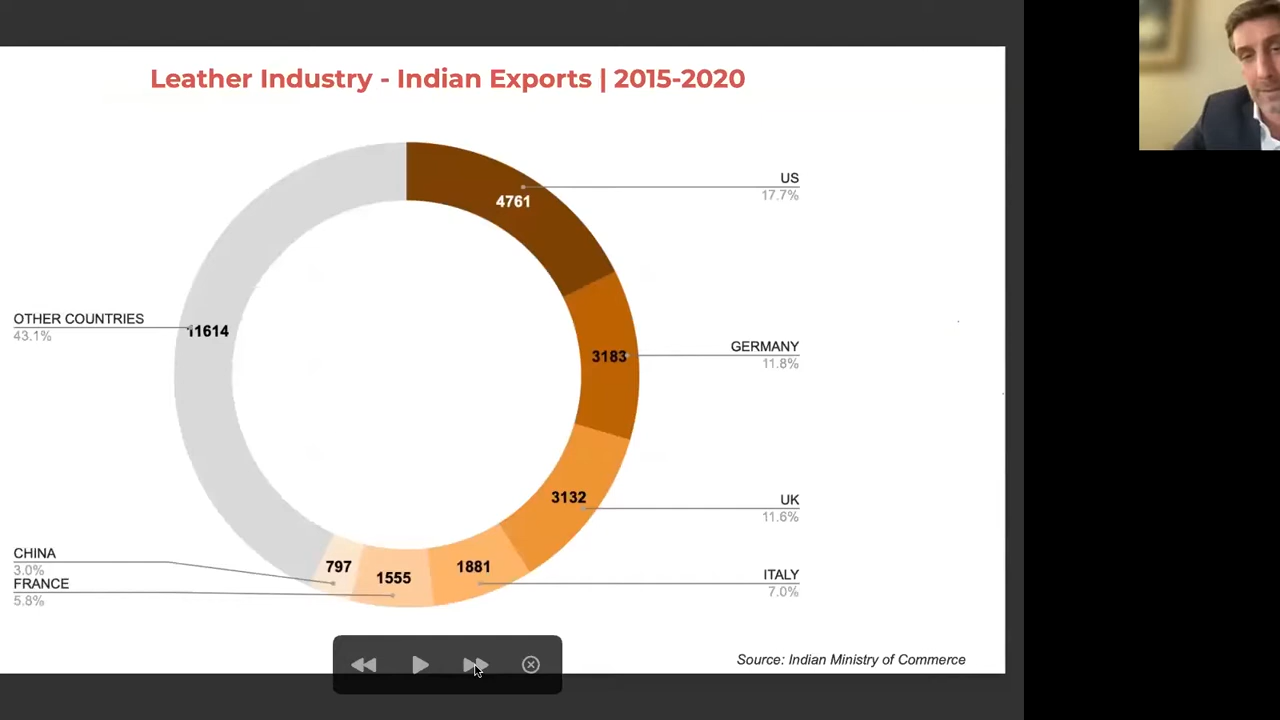 Leather Industry - Indian Exports | 2015-2020
US
17.7%
4761
OTHER COUNTRIES
43.1%
11614
GERMANY
11.8%
3183
UK
11.6%
3132
ITALY
7.0%
1881
CHINA
3.0%
797
FRANCE
5.8%
1555
Source: Indian Ministry of Commerce